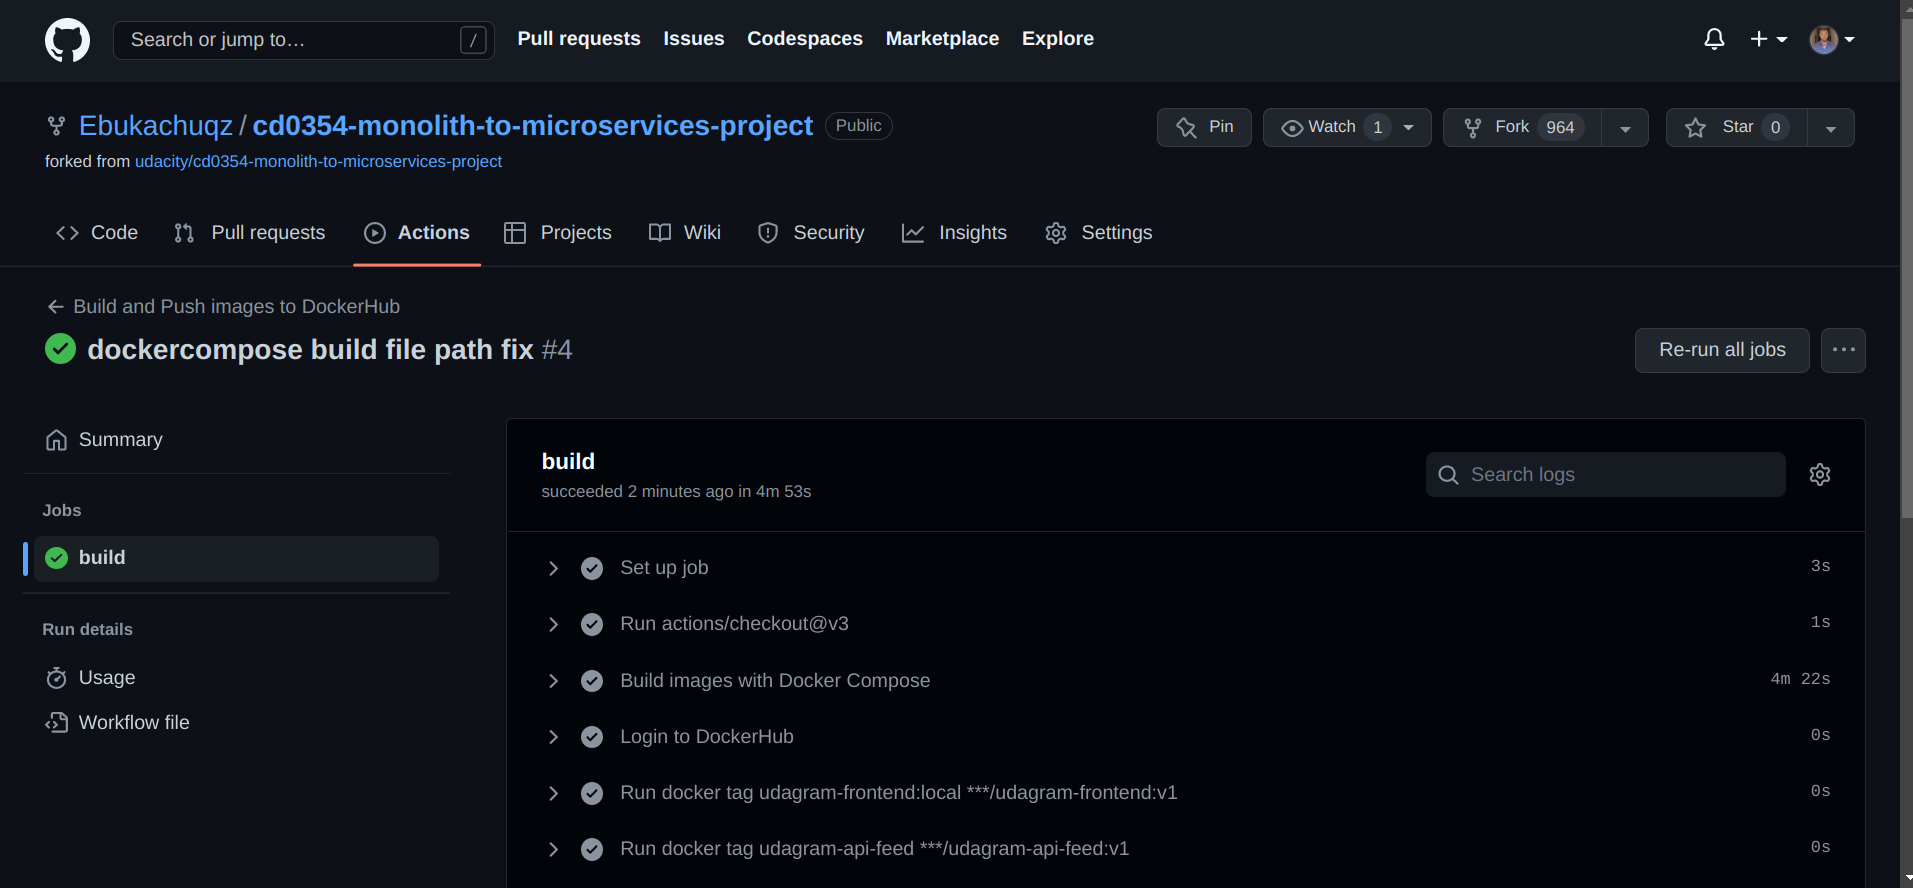 Search or jump to… /
Pull requests Issues Codespaces Marketplace Explore
Ebukachuqz / cd0354-monolith-to-microservices-project Public
Pin Watch 1 Fork 964 Star 0
forked from udacity/cd0354-monolith-to-microservices-project
Code Pull requests Actions Projects Wiki Security Insights Settings
Build and Push images to DockerHub
dockercompose build file path fix #4
Re-run all jobs
Summary
Jobs
build
Run details
Usage
Workflow file
build
succeeded 2 minutes ago in 4m 53s
Search logs
Set up job 3s
Run actions/checkout@v3 1s
Build images with Docker Compose 4m 22s
Login to DockerHub 0s
Run docker tag udagram-frontend:local ***/udagram-frontend:v1 0s
Run docker tag udagram-api-feed ***/udagram-api-feed:v1 0s